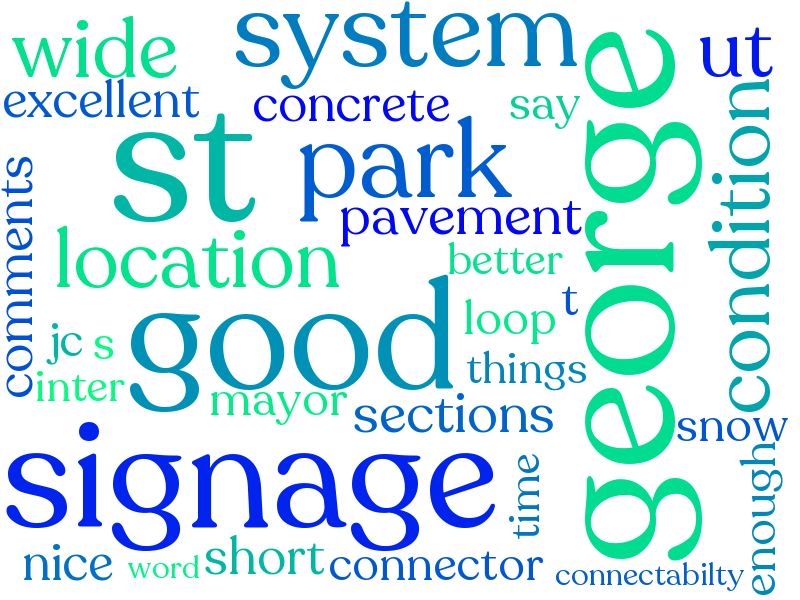 wide
system
george
ut
excellent
concrete
say
condition
st
park
comments
pavement
location
better
good
t
loop
jc
s
things
inter
mayor
sections
snow
signage
time
enough
nice
word
short
connector
connectabilty